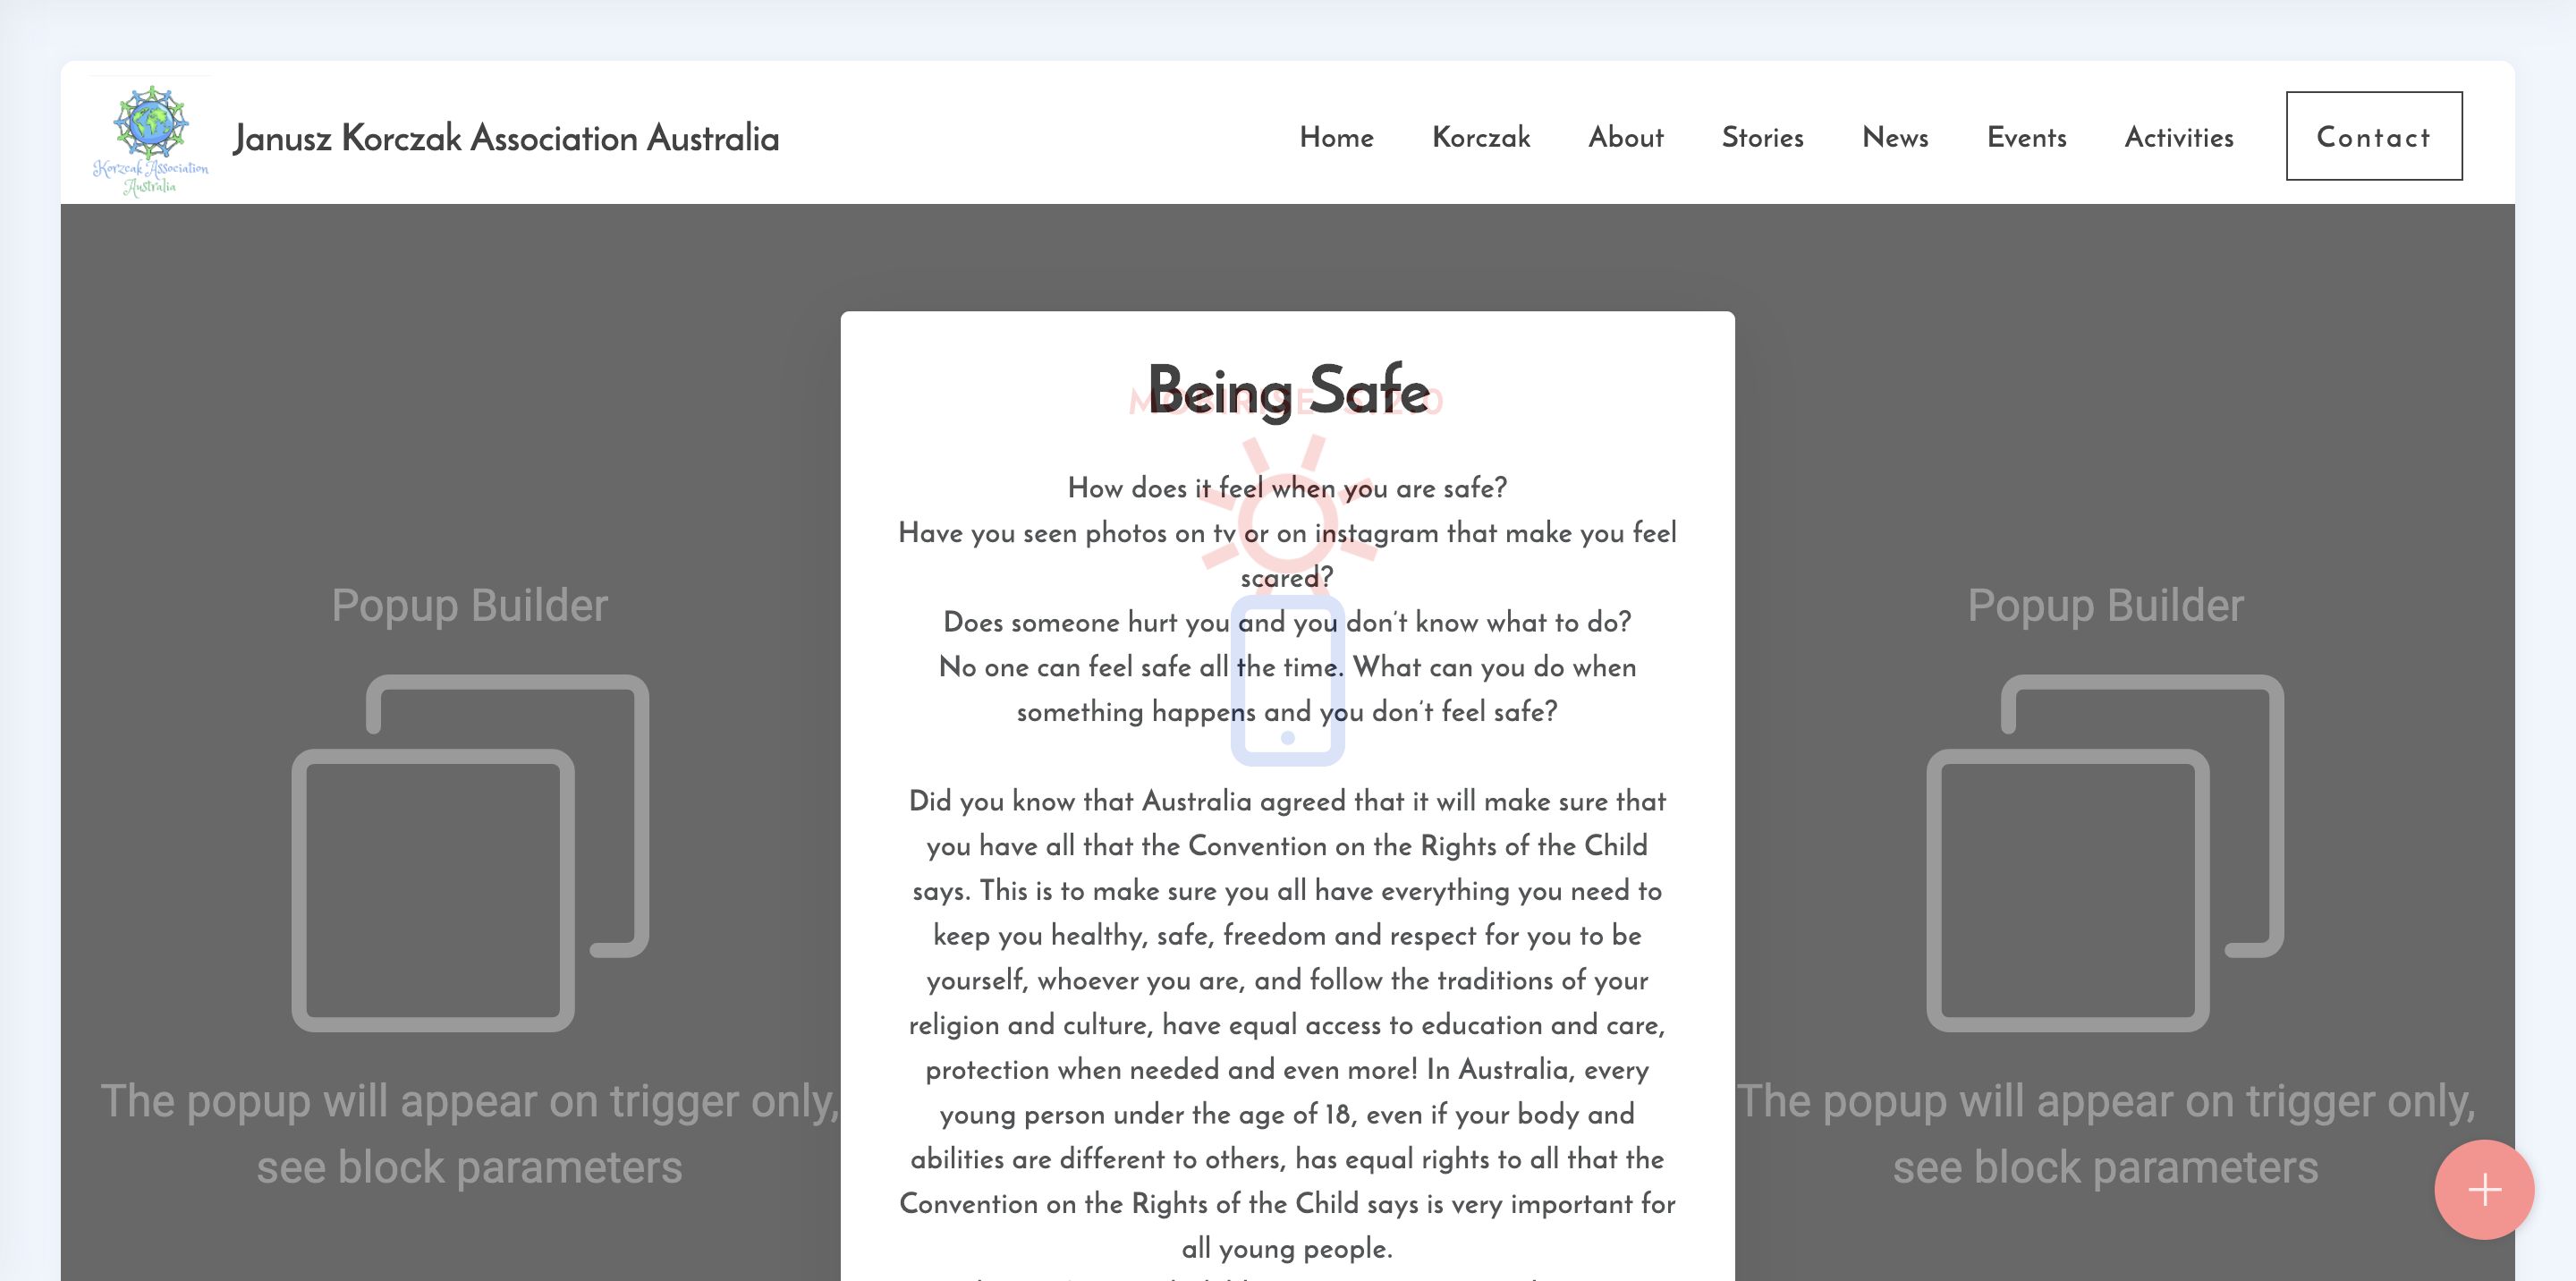 Korzcak Association
Australia
Janusz Korczak Association Australia
Home Korczak About Stories News Events Activities Contact
Being Safe
How does it feel when you are safe?
Have you seen photos on tv or on instagram that make you feel
scared?
Does someone hurt you and you don't know what to do?
No one can feel safe all the time. What can you do when
something happens and you don't feel safe?
Did you know that Australia agreed that it will make sure that
you have all that the Convention on the Rights of the Child
says. This is to make sure you all have everything you need to
keep you healthy, safe, freedom and respect for you to be
yourself, whoever you are, and follow the traditions of your
religion and culture, have equal access to education and care,
protection when needed and even more! In Australia, every
young person under the age of 18, even if your body and
abilities are different to others, has equal rights to all that the
Convention on the Rights of the Child says is very important for
all young people.
Popup Builder
The popup will appear on trigger only,
see block parameters
Popup Builder
The popup will appear on trigger only,
see block parameters